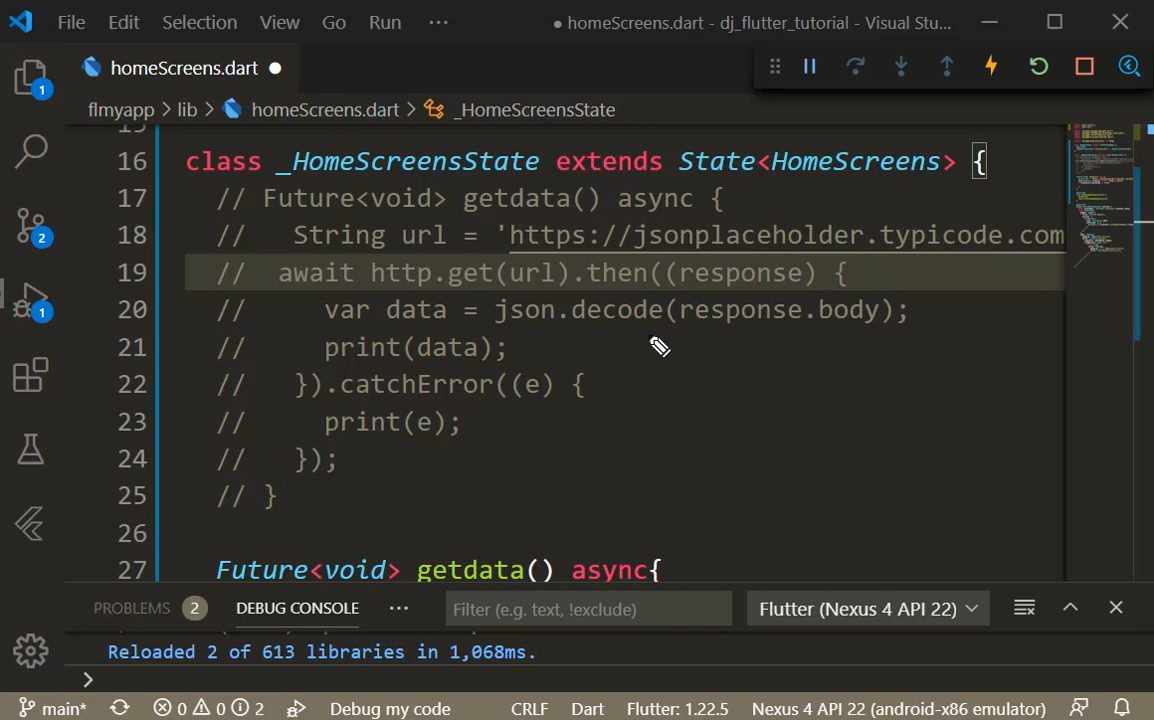 File Edit Selection View Go Run ··· ● homeScreens.dart - dj_flutter_tutorial - Visual Stu...
homeScreens.dart ●
flmyapp > lib > homeScreens.dart > _HomeScreensState
15
16 class _HomeScreensState extends State<HomeScreens> {
17 // Future<void> getdata() async {
18 // String url = 'https://jsonplaceholder.typicode.com
19 // await http.get(url).then((response) {
20 // var data = json.decode(response.body);
21 // print(data);
22 // }).catchError((e) {
23 // print(e);
24 // });
25 // }
26
27 Future<void> getdata() async{
1
2
1
PROBLEMS 2 DEBUG CONSOLE ··· Filter (e.g. text, !exclude) Flutter (Nexus 4 API 22)
Reloaded 2 of 613 libraries in 1,068ms.
>
main* 0 0 2 Debug my code CRLF Dart Flutter: 1.22.5 Nexus 4 API 22 (android-x86 emulator)